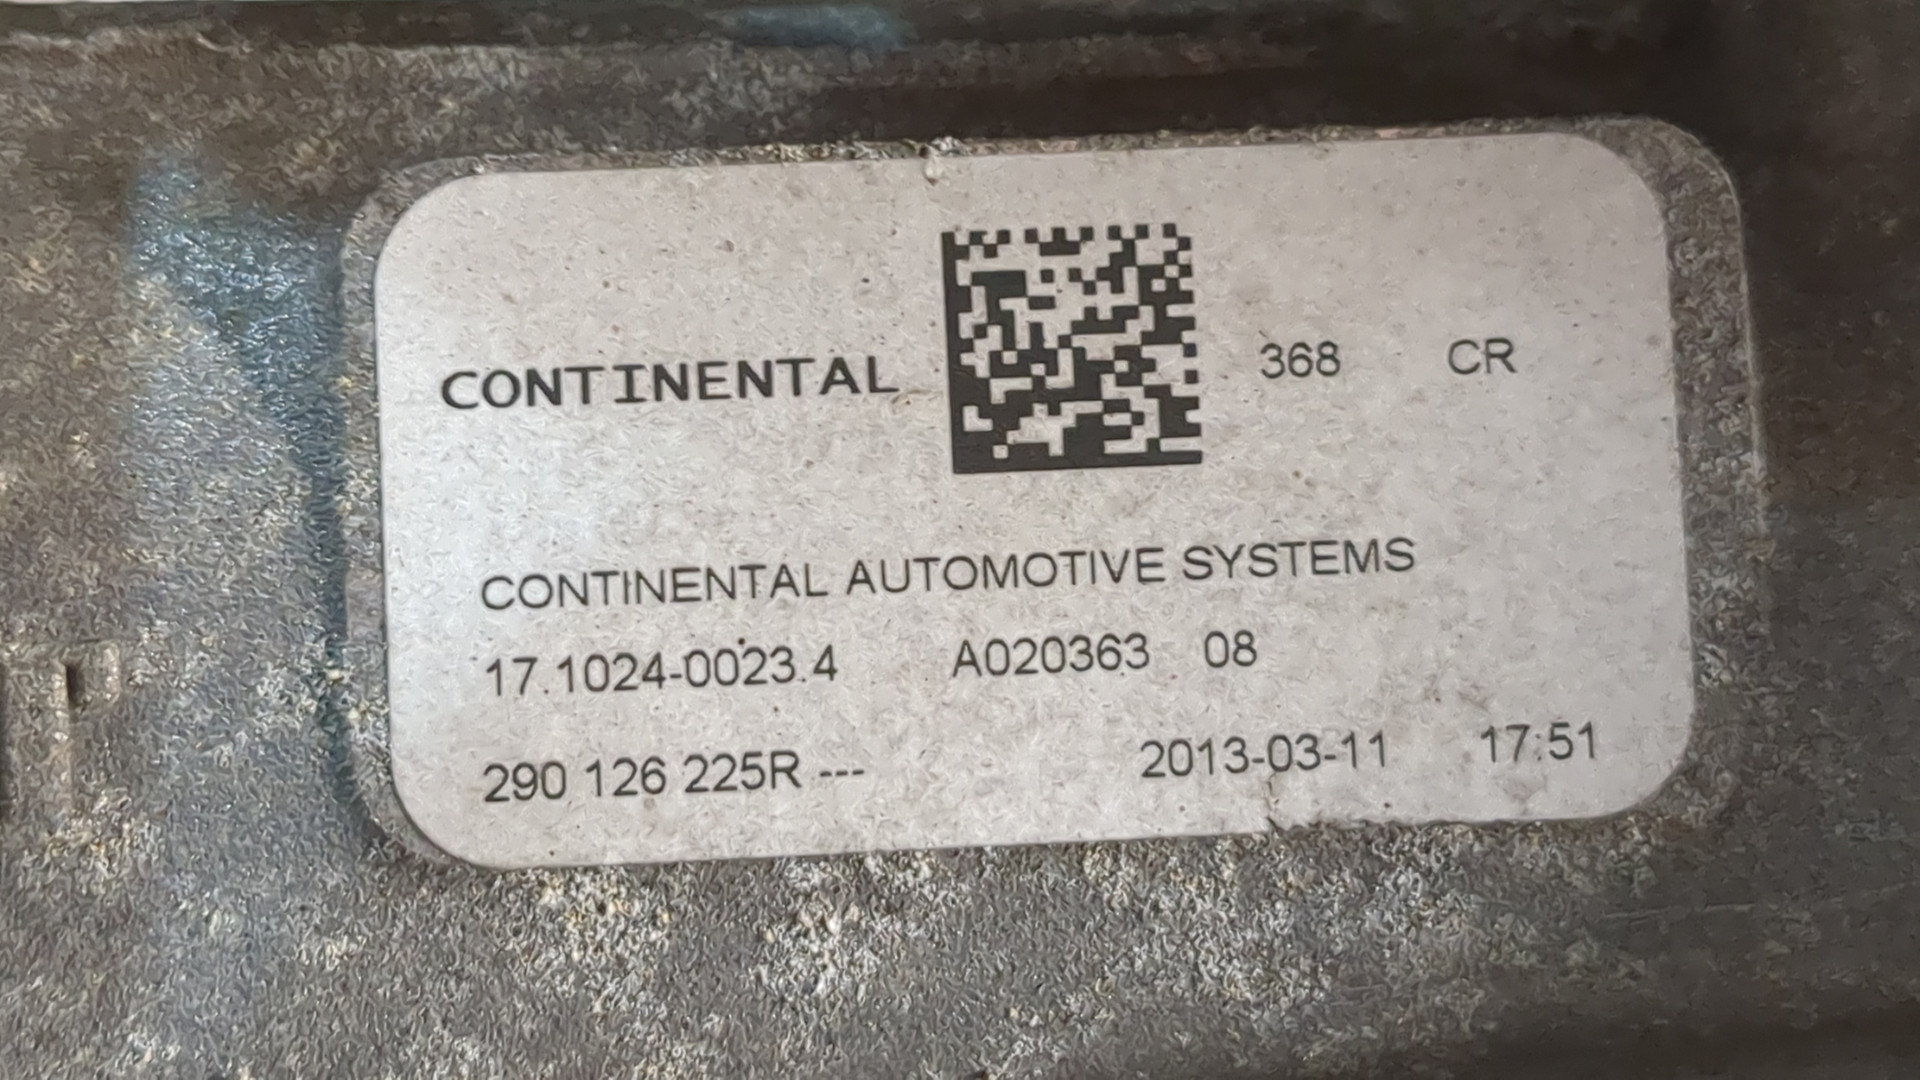 CONTINENTAL 368 CR
CONTINENTAL AUTOMOTIVE SYSTEMS
17.1024-0023.4 A020363 08
290 126 225R --- 2013-03-11 17:51